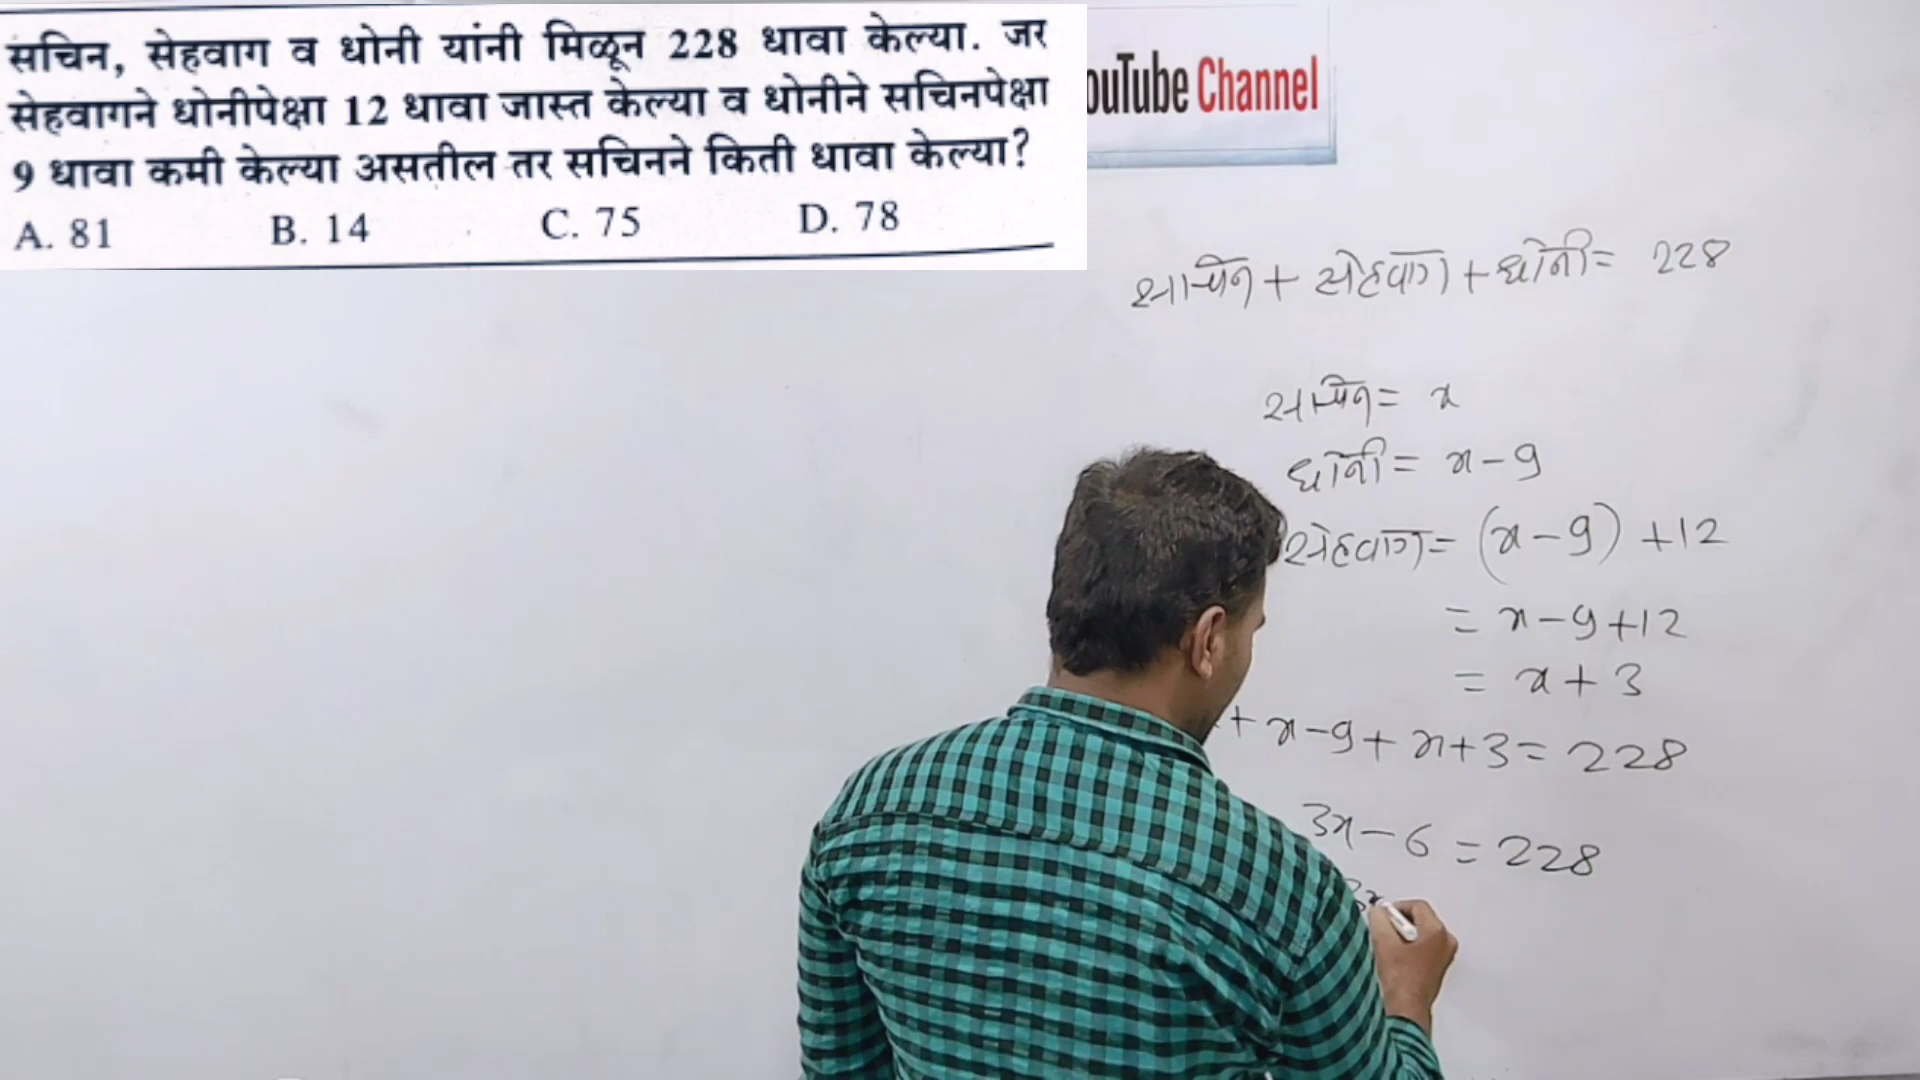 सचिन, सेहवाग व धोनी यांनी मिळून 228 धावा केल्या. जर
सेहवागने धोनीपेक्षा 12 धावा जास्त केल्या व धोनीने सचिनपेक्षा
9 धावा कमी केल्या असतील तर सचिनने किती धावा केल्या?
A. 81 B. 14 C. 75 D. 78
ouTube Channel
सचिन + सेहवाग + धोनी = 228
सचिन = x
धोनी = x - 9
सेहवाग = (x - 9) + 12
= x - 9 + 12
= x + 3
+ x - 9 + x + 3 = 228
3x - 6 = 228
3x